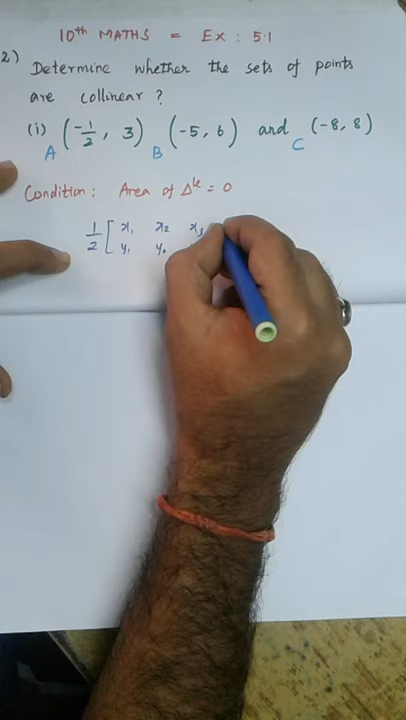 10th MATHS = Ex : 5.1
2) Determine whether the sets of points
are collinear ?
(i) (-1/2, 3) (-5, 6) and (-8, 8)
A B C
Condition : Area of Δle = 0
1/2 [ x1 x2 x3
y1 y2